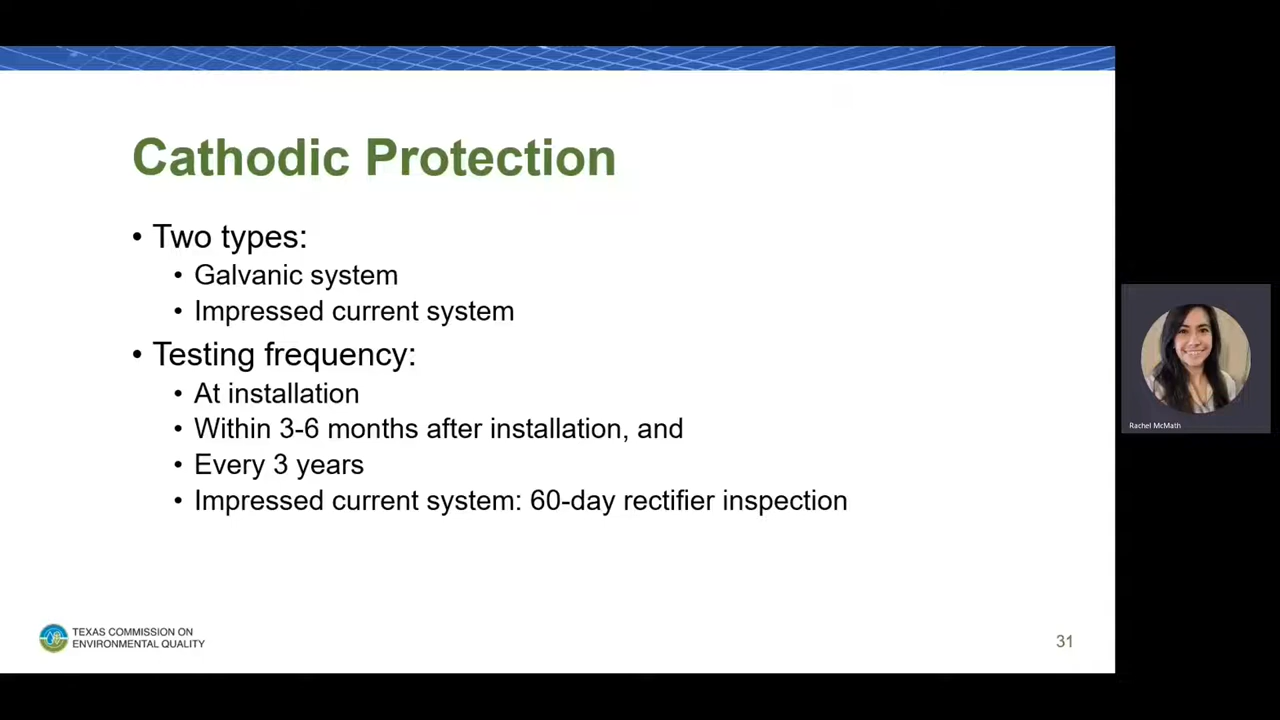 Cathodic Protection
• Two types:
• Galvanic system
• Impressed current system
• Testing frequency:
• At installation
• Within 3-6 months after installation, and
• Every 3 years
• Impressed current system: 60-day rectifier inspection
Rachel McMath
TEXAS COMMISSION ON
ENVIRONMENTAL QUALITY
31